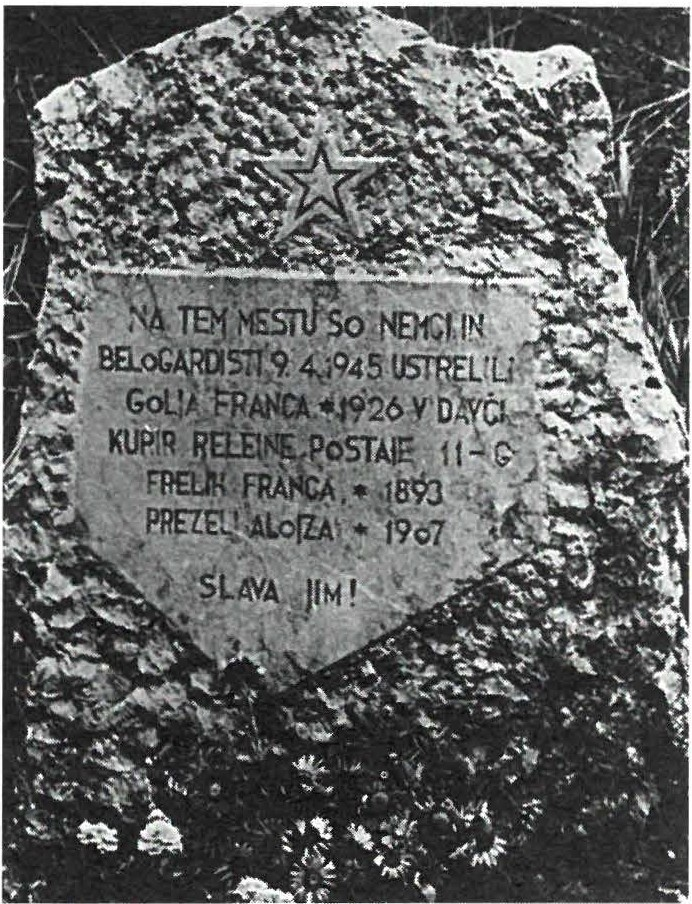 NA TEM MESTU SO NEMCI IN
BELOGARDISTI 9. 4. 1945 USTRELILI
GOLJA FRANCA * 1926 V DAVČI
KURIR RELEJNE POSTAJE 11-G
FRELIH FRANCA, * 1893
PREZELJ ALOJZA * 1907
SLAVA JIM!